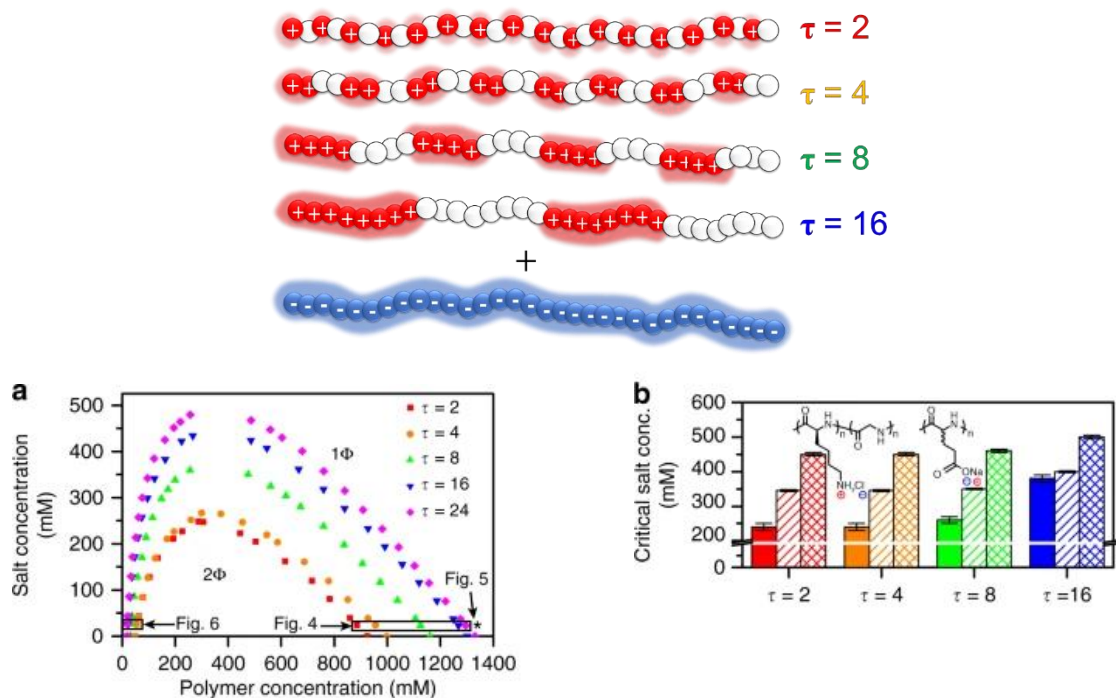 τ = 2
τ = 4
τ = 8
τ = 16
+
a
Salt concentration
(mM)
500
400
300
200
100
0
0 200 400 600 800 1000 1200 1400
Polymer concentration (mM)
τ = 2
τ = 4
τ = 8
τ = 16
τ = 24
1Φ
2Φ
Fig. 6
Fig. 4
Fig. 5
*
b
Critical salt conc.
(mM)
600
500
400
300
200
0
O
H
N
n
O
N
H
n
NH₃Cl
⊕
⊖
O
H
N
n
O
ONa
⊖ ⊕
τ = 2
τ = 4
τ = 8
τ =16